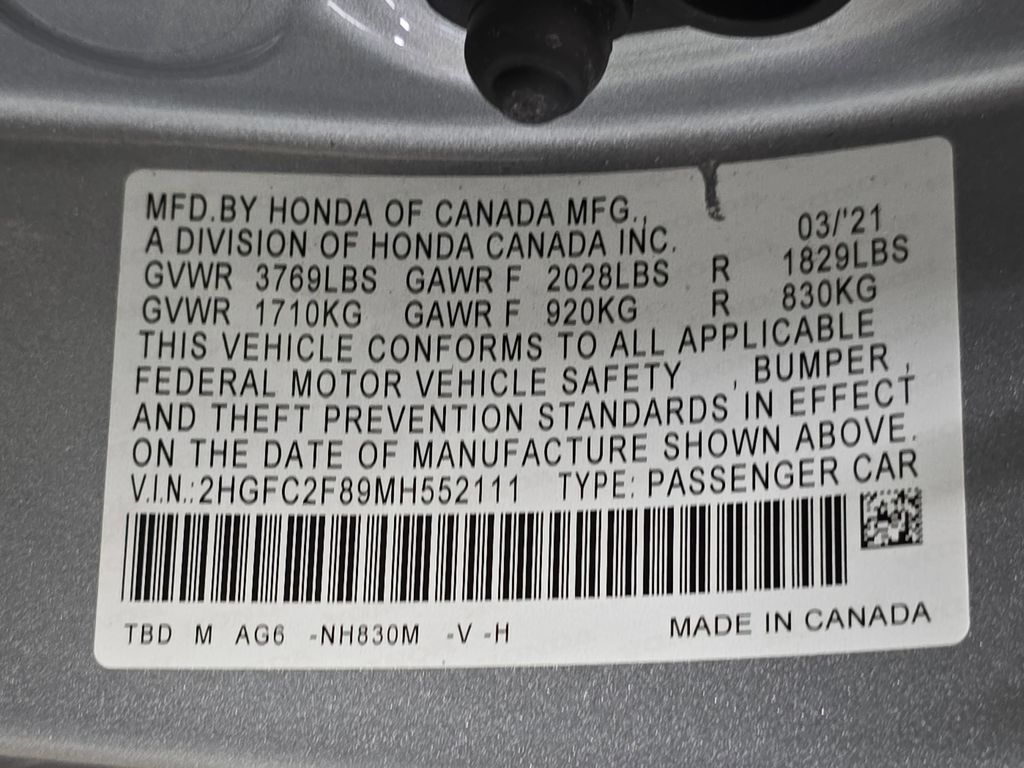 MFD.BY HONDA OF CANADA MFG.,
A DIVISION OF HONDA CANADA INC. 03/'21
GVWR 3769LBS GAWR F 2028LBS R 1829LBS
GVWR 1710KG GAWR F 920KG R 830KG
THIS VEHICLE CONFORMS TO ALL APPLICABLE
FEDERAL MOTOR VEHICLE SAFETY , BUMPER ,
AND THEFT PREVENTION STANDARDS IN EFFECT
ON THE DATE OF MANUFACTURE SHOWN ABOVE.
V.I.N.:2HGFC2F89MH552111 TYPE: PASSENGER CAR
TBD M AG6 -NH830M -V -H MADE IN CANADA